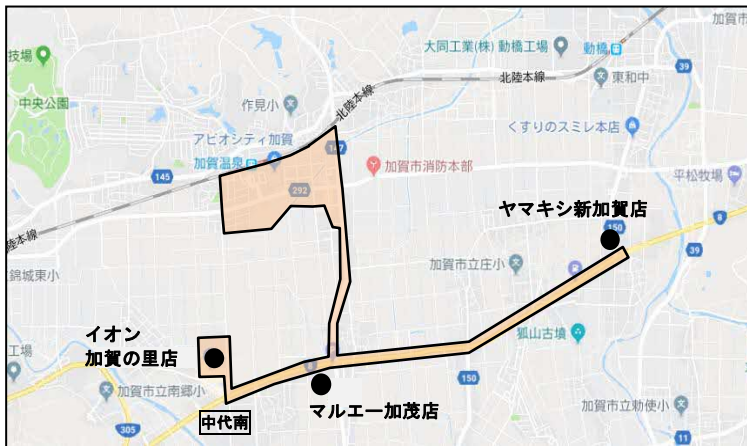 加賀市
大同工業(株) 動橋工場
動橋
技場
北陸本線
39
東和中
中央公園
作見小
北陸本線
くすりのスミレ本店
アビオシティ加賀
147
加賀温泉
加賀市消防本部
145
292
平松牧場
ヤマキシ新加賀店
150
8
陸本線
39
加賀市立庄小
錦城東小
イオン
加賀の里店
狐山古墳
工場
加賀市立南郷小
150
マルエー加茂店
加賀市立勅使小
中代南
305
11